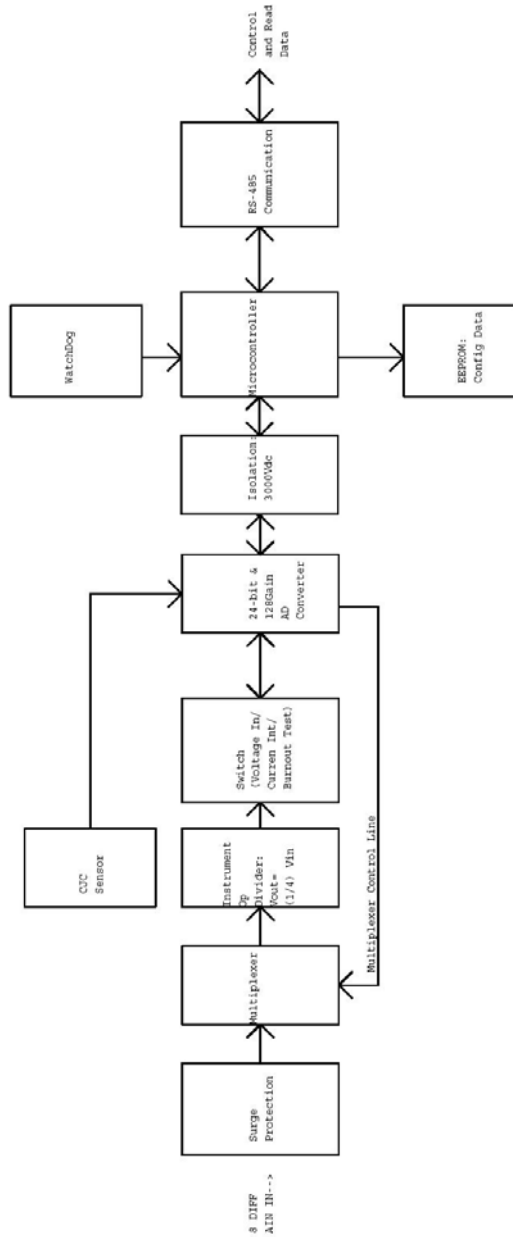 8 DIFF
AIN IN-->
Surge
Protection
Multiplexer
Instrument
Op
Divider:
Vout=
(1/4) Vin
Switch
(Voltage In/
Curren Int/
Burnout Test)
CJC
Sensor
24-bit &
128Gain
AD
Converter
Multiplexer Control Line
Isolation:
3000Vdc
Microcontroller
WatchDog
EEPROM:
Config Data
RS-485
Communication
Control
and Read
Data